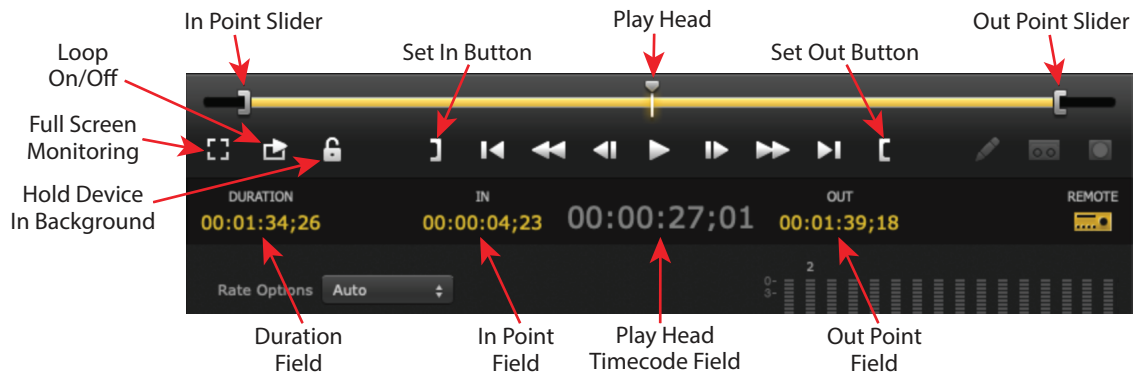 In Point Slider
Play Head
Out Point Slider
Loop
On/Off
Set In Button
Set Out Button
Full Screen
Monitoring
Hold Device
In Background
DURATION
IN
OUT
REMOTE
00:01:34;26
00:00:04;23
00:00:27;01
00:01:39;18
2
0-
3-
Rate Options
Auto
Duration
Field
In Point
Field
Play Head
Timecode Field
Out Point
Field